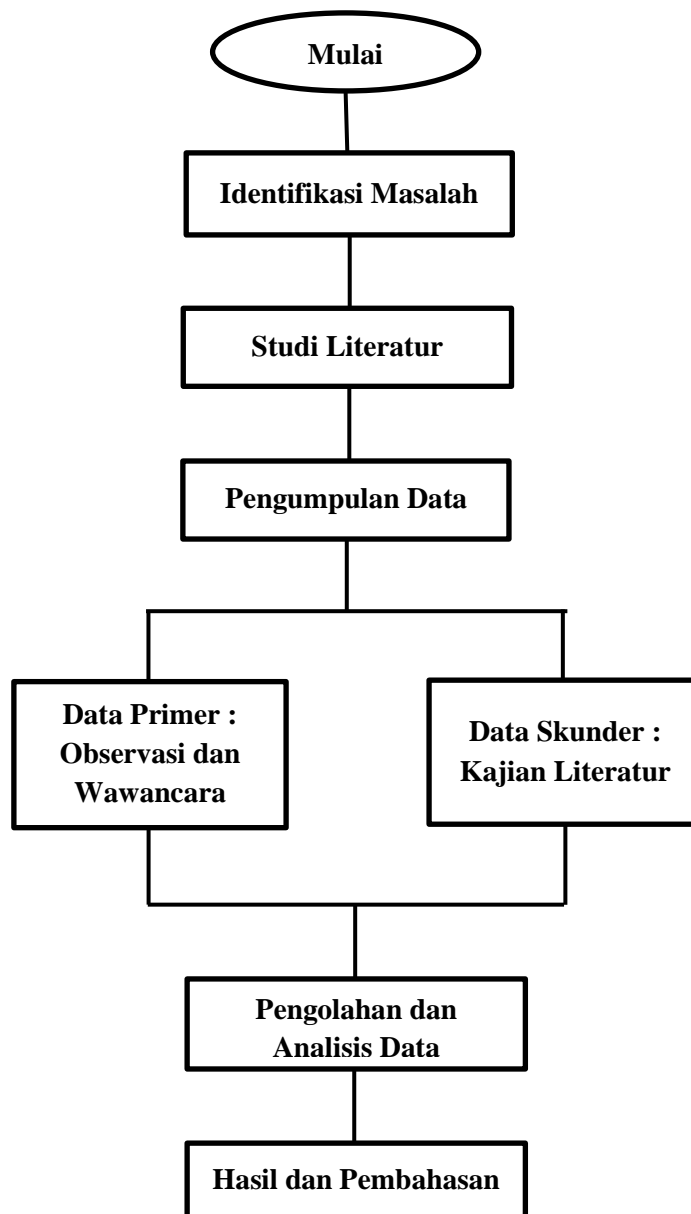 Mulai
Identifikasi Masalah
Studi Literatur
Pengumpulan Data
Data Primer :
Observasi dan
Wawancara
Data Skunder :
Kajian Literatur
Pengolahan dan
Analisis Data
Hasil dan Pembahasan